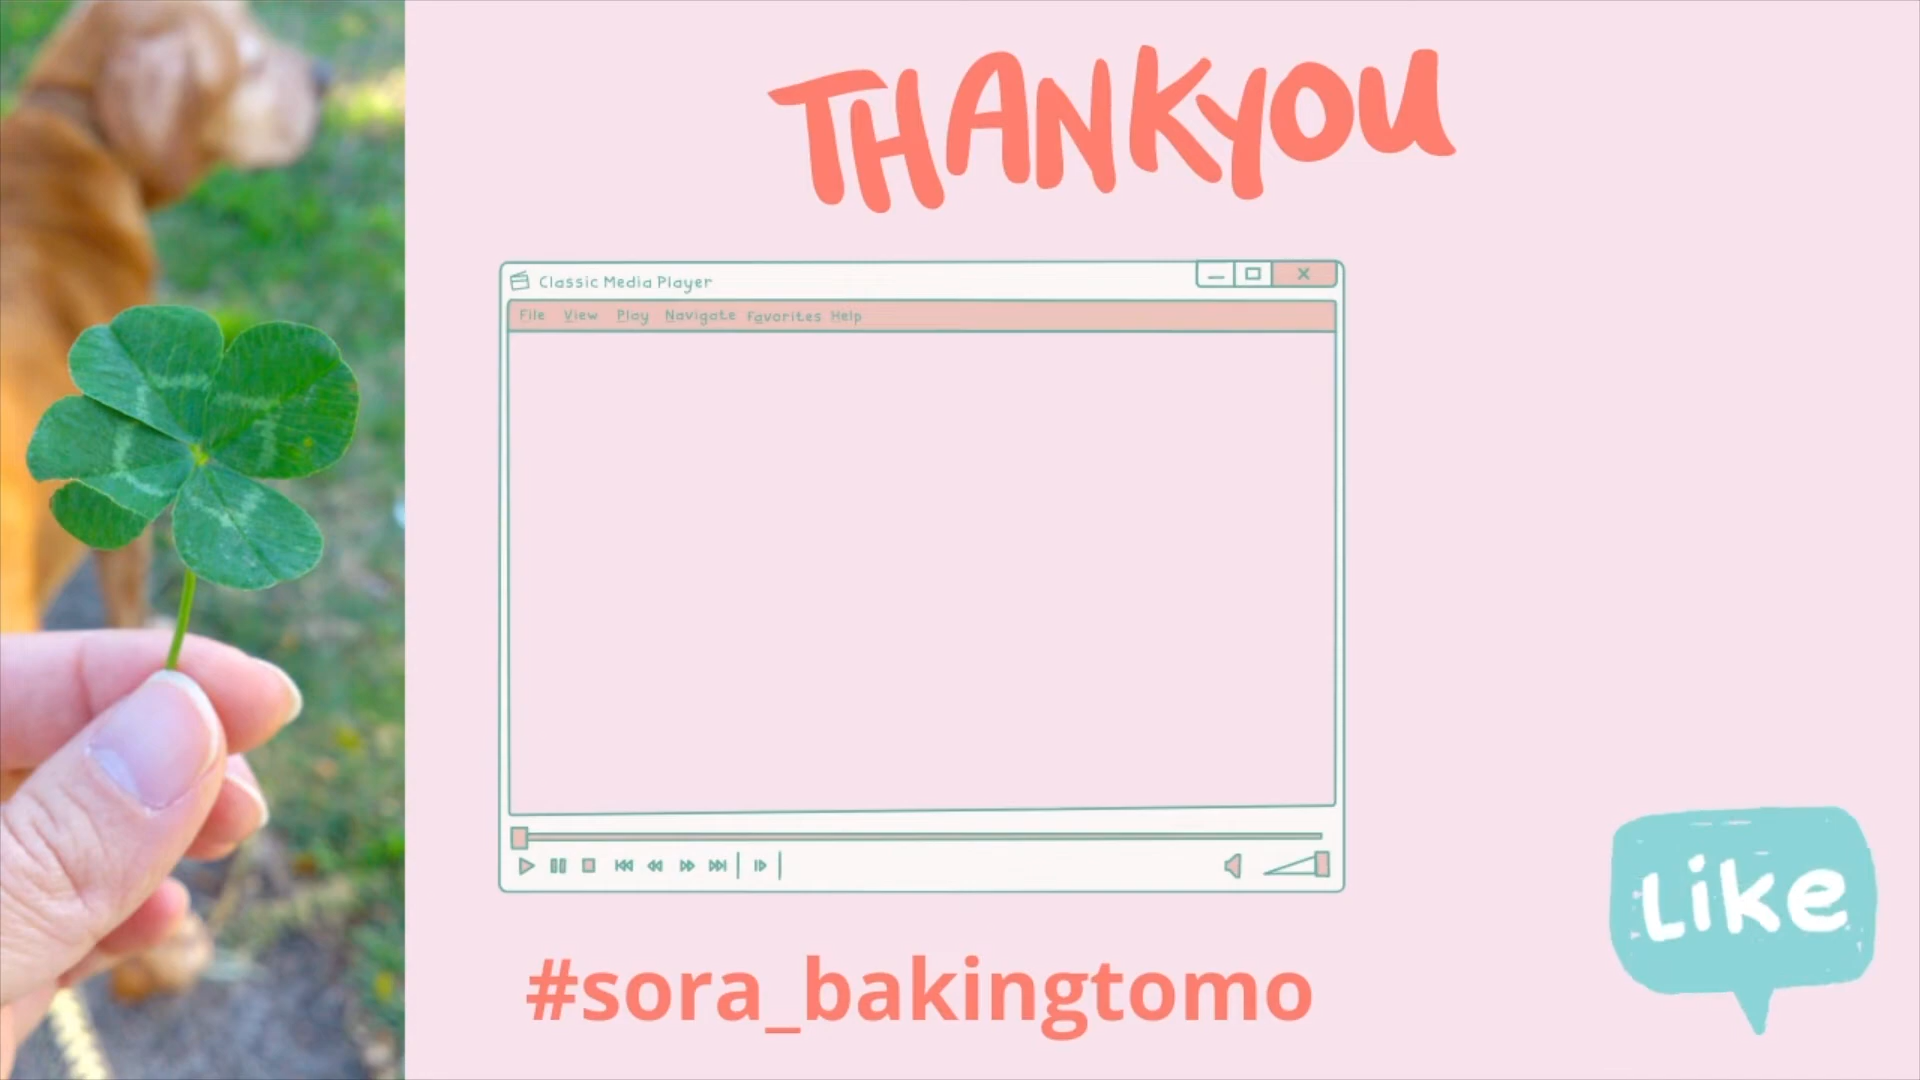 THANKYOU
Classic Media Player
File View Play Navigate Favorites Help
#sora_bakingtomo
Like